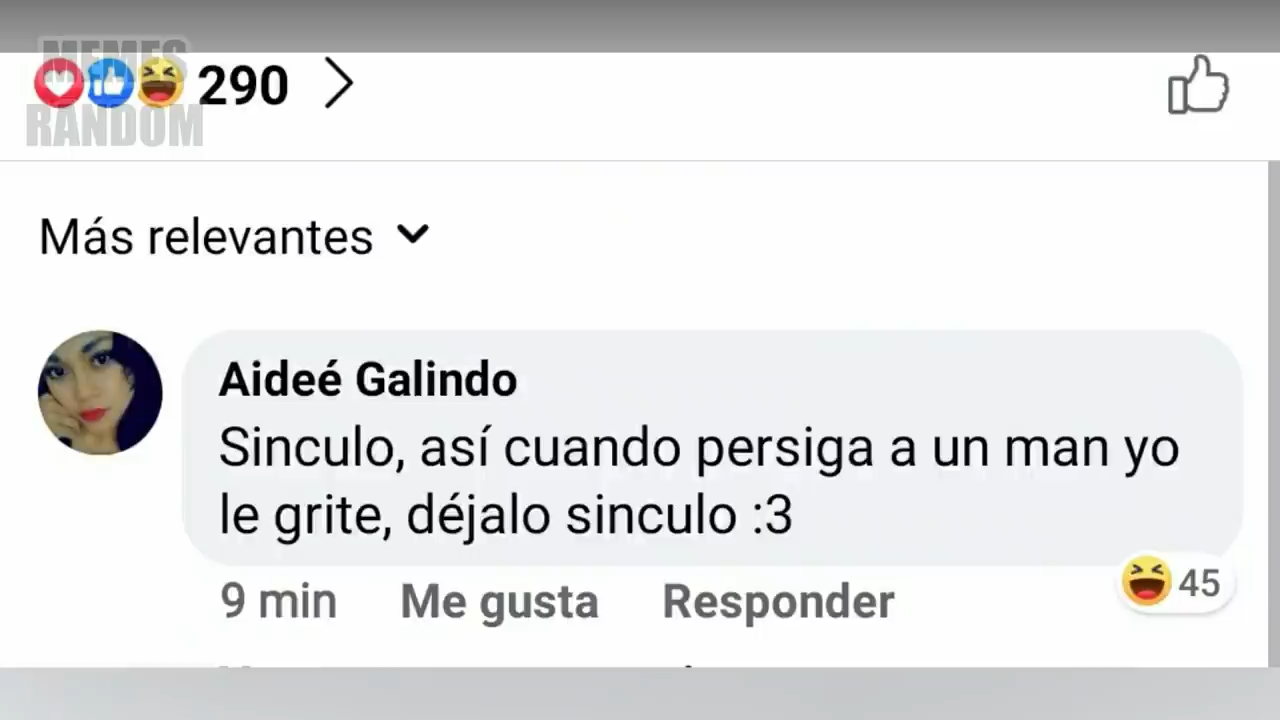 MEMES
RANDOM
290
Más relevantes
Aideé Galindo
Sinculo, así cuando persiga a un man yo
le grite, déjalo sinculo :3
9 min Me gusta Responder
45